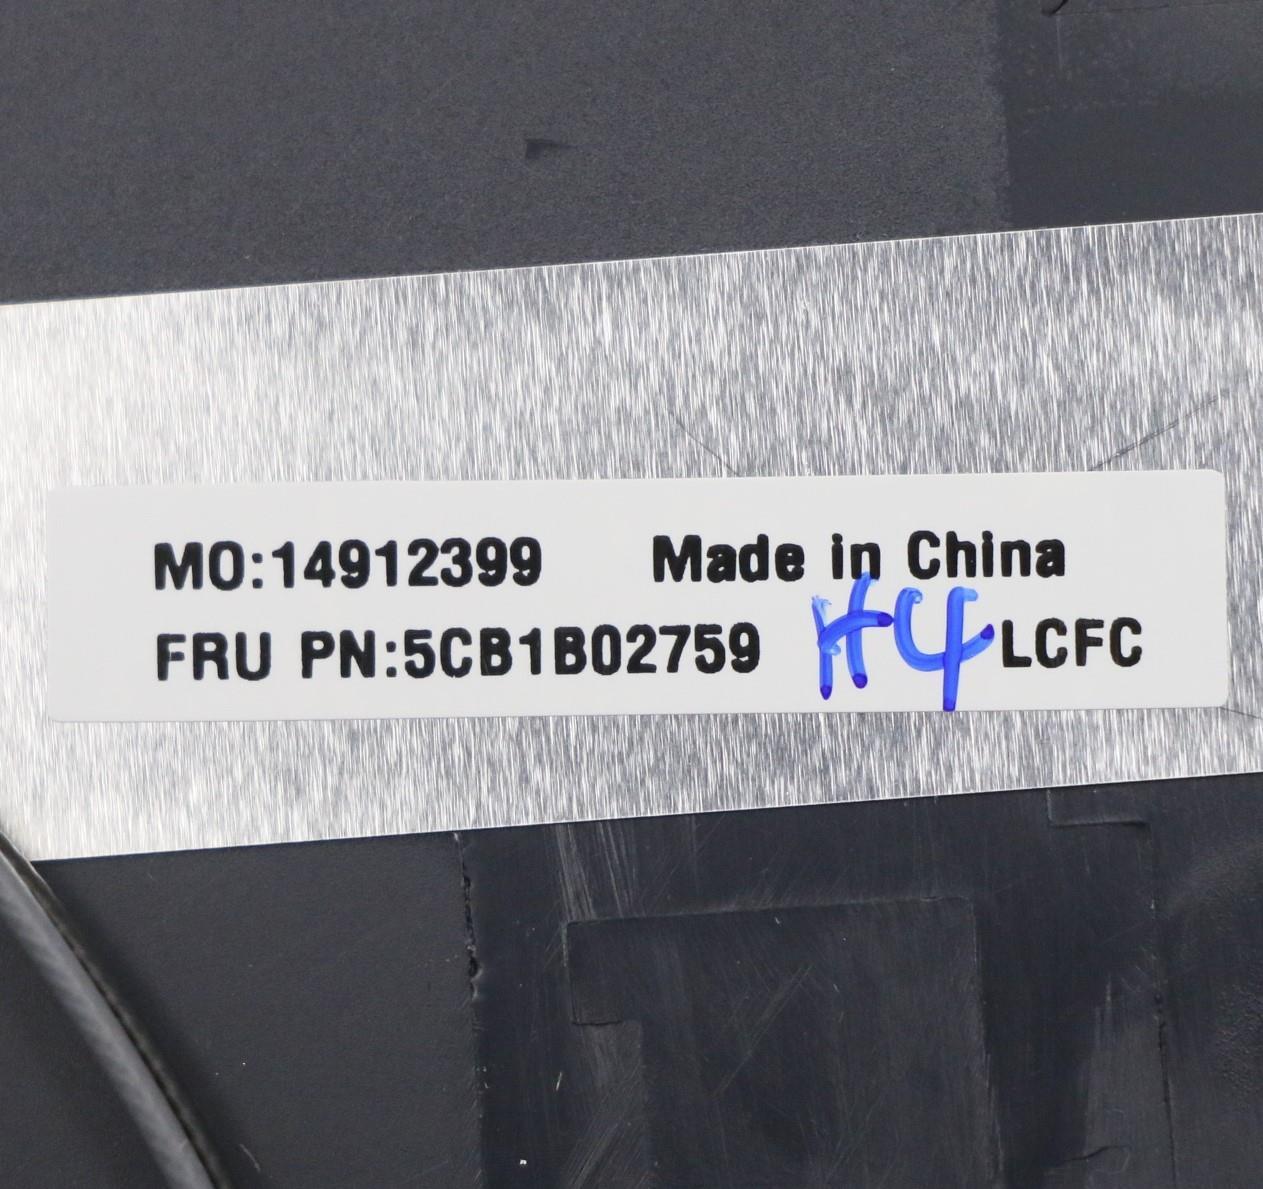 MO:14912399 Made in China
FRU PN:5CB1B02759 H4 LCFC